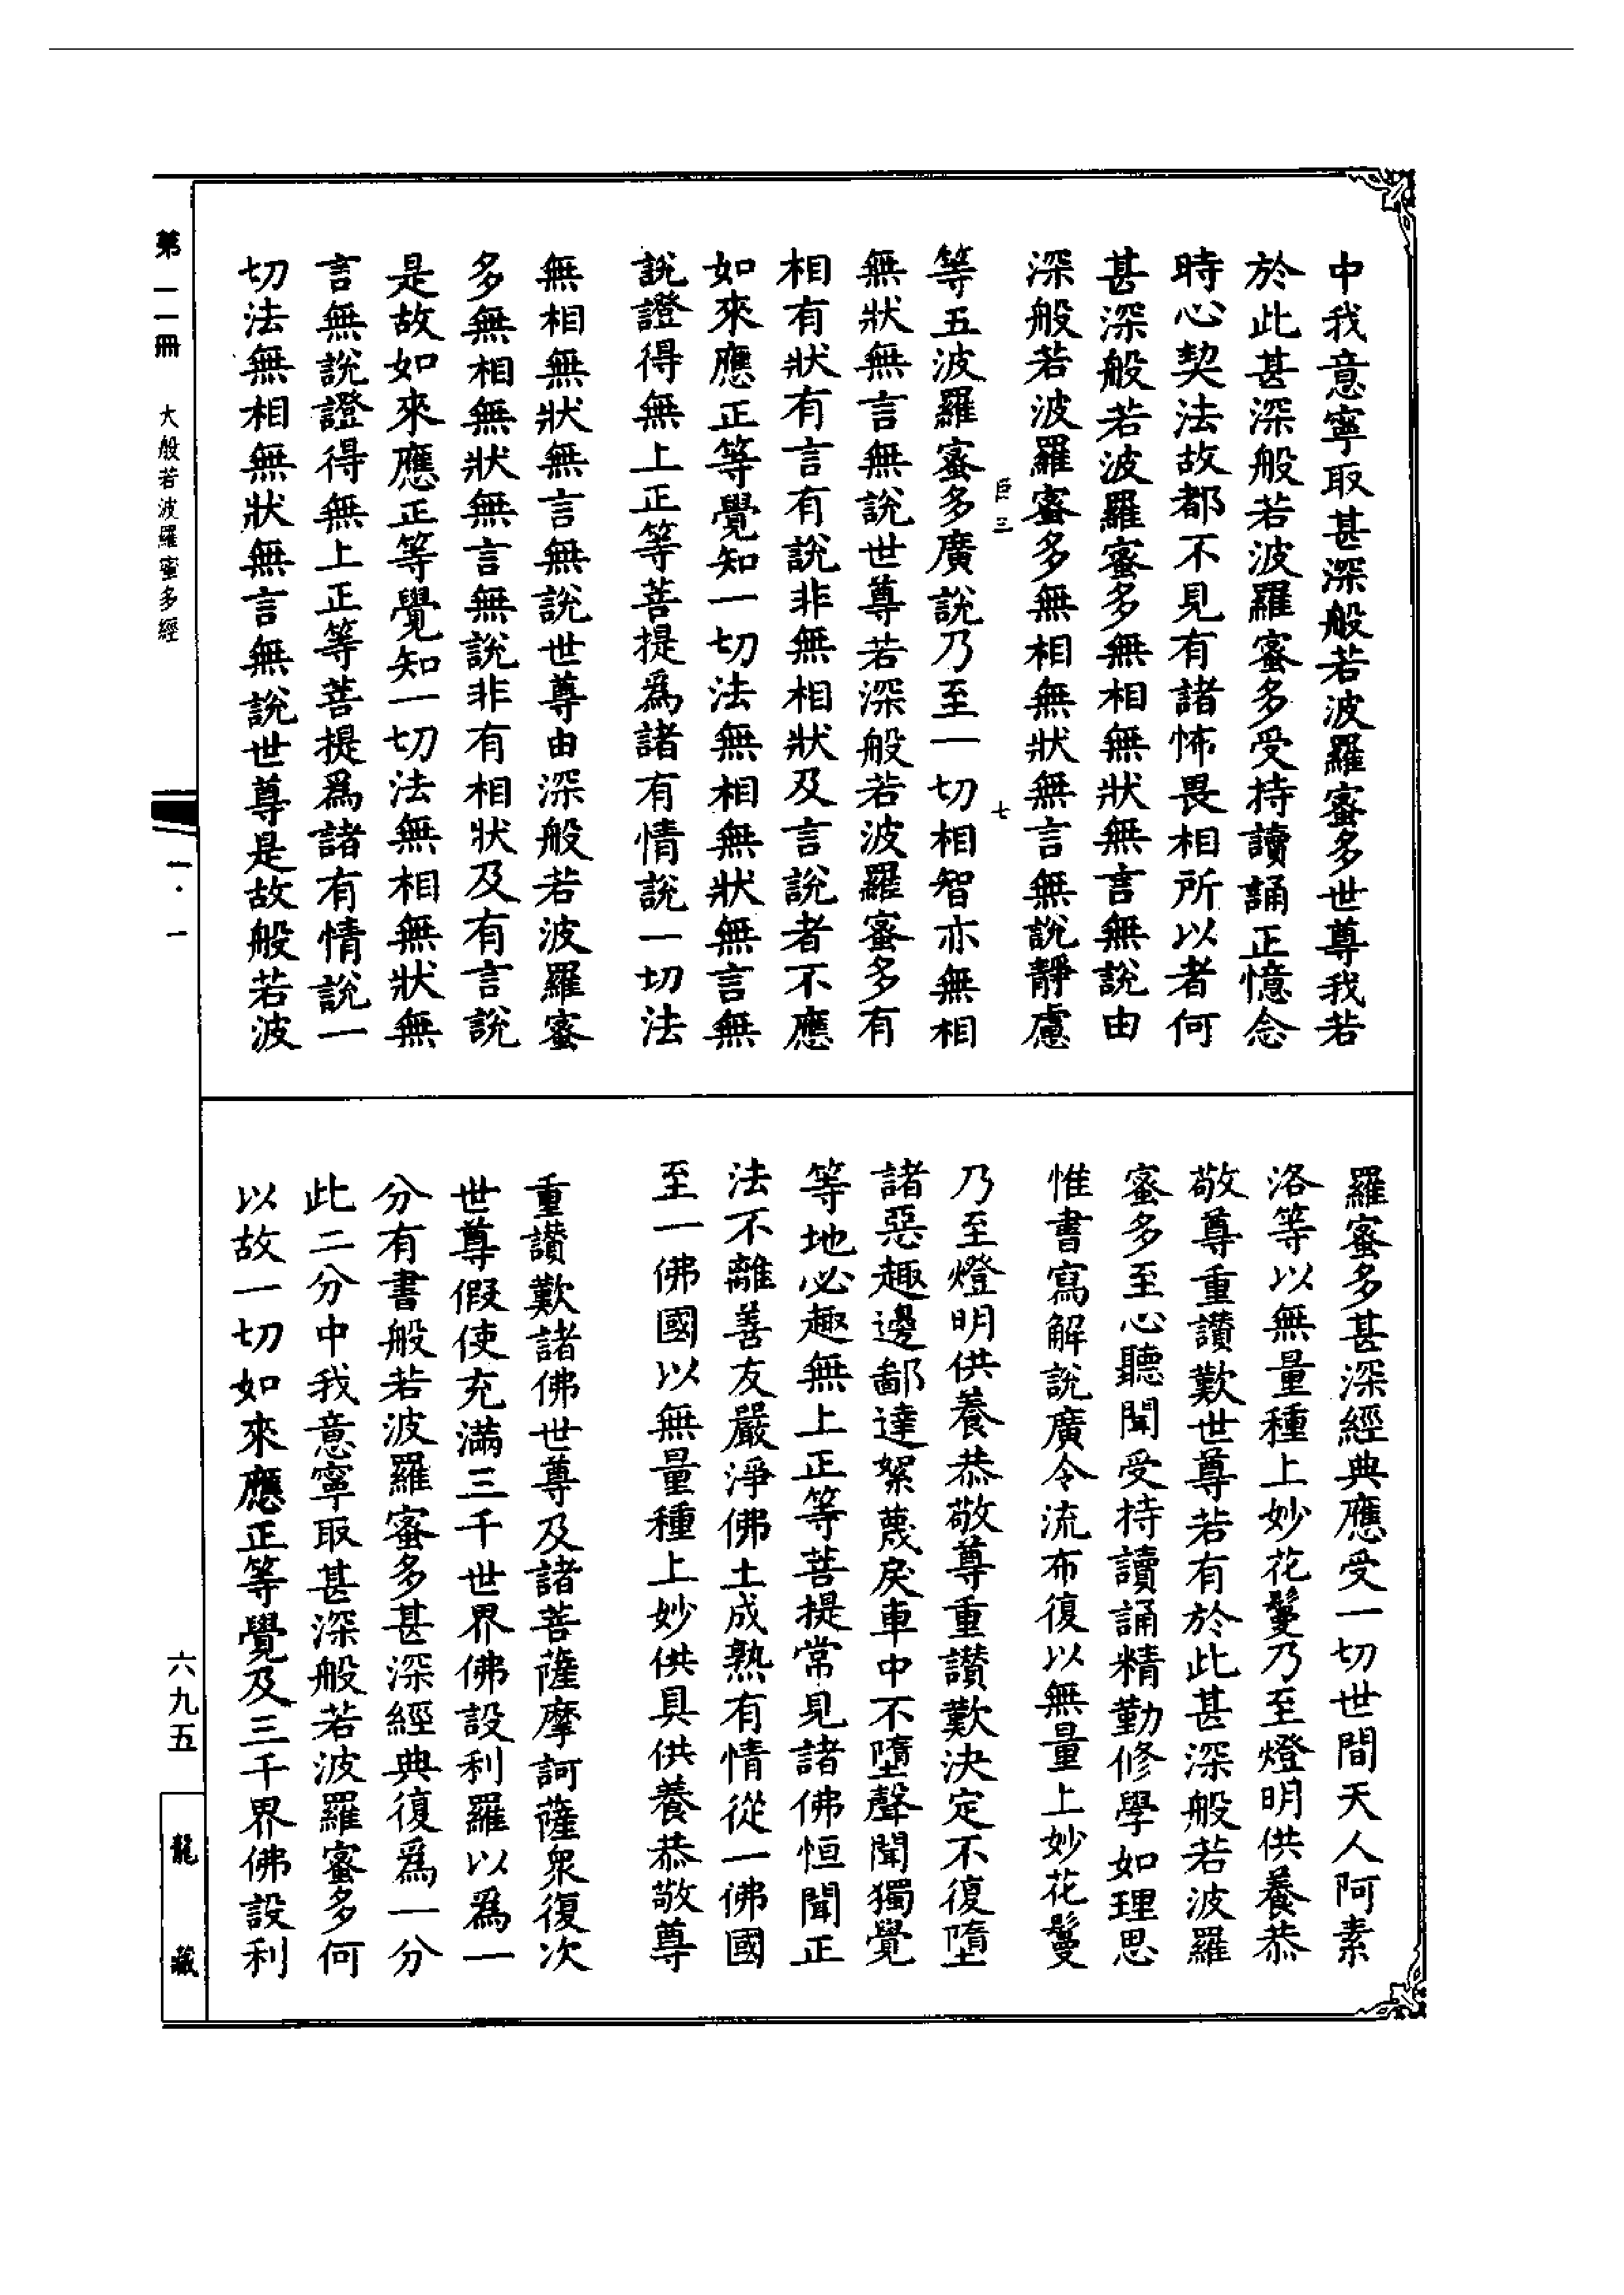 中我意寧取甚深般若波羅蜜多世尊我若
於此甚深般若波羅蜜多受持讀誦正憶念
時心契法故都不見有諸怖畏相所以者何
甚深般若波羅蜜多無相無狀無言無說由
深般若波羅蜜多無相無狀無言無說靜慮
巨三 七
等五波羅蜜多廣說乃至一切相智亦無相
無狀無言無說世尊若深般若波羅蜜多有
相有狀有言有說非無相狀及言說者不應
如來應正等覺知一切法無相無狀無言無
說證得無上正等菩提爲諸有情說一切法
無相無狀無言無說世尊由深般若波羅蜜
多無相無狀無言無說非有相狀及有言說
是故如來應正等覺知一切法無相無狀無
言無說證得無上正等菩提爲諸有情說一
切法無相無狀無言無說世尊是故般若波
羅蜜多甚深經典應受一切世間天人阿素
洛等以無量種上妙花鬘乃至燈明供養恭
敬尊重讚歎世尊若有於此甚深般若波羅
蜜多至心聽聞受持讀誦精勤修學如理思
惟書寫解說廣令流布復以無量上妙花鬘
乃至燈明供養恭敬尊重讚歎決定不復墮
諸惡趣邊鄙達絮蔑戾車中不墮聲聞獨覺
等地必趣無上正等菩提常見諸佛恒聞正
法不離善友嚴淨佛土成熟有情從一佛國
至一佛國以無量種上妙供具供養恭敬尊
重讚歎諸佛世尊及諸菩薩摩訶薩衆復次
世尊假使充滿三千世界佛設利羅以爲一
分有書般若波羅蜜多甚深經典復爲一分
此二分中我意寧取甚深般若波羅蜜多何
以故一切如來應正等覺及三千界佛設利
第一一冊 大般若波羅蜜多經
一·一
六九五
龍藏